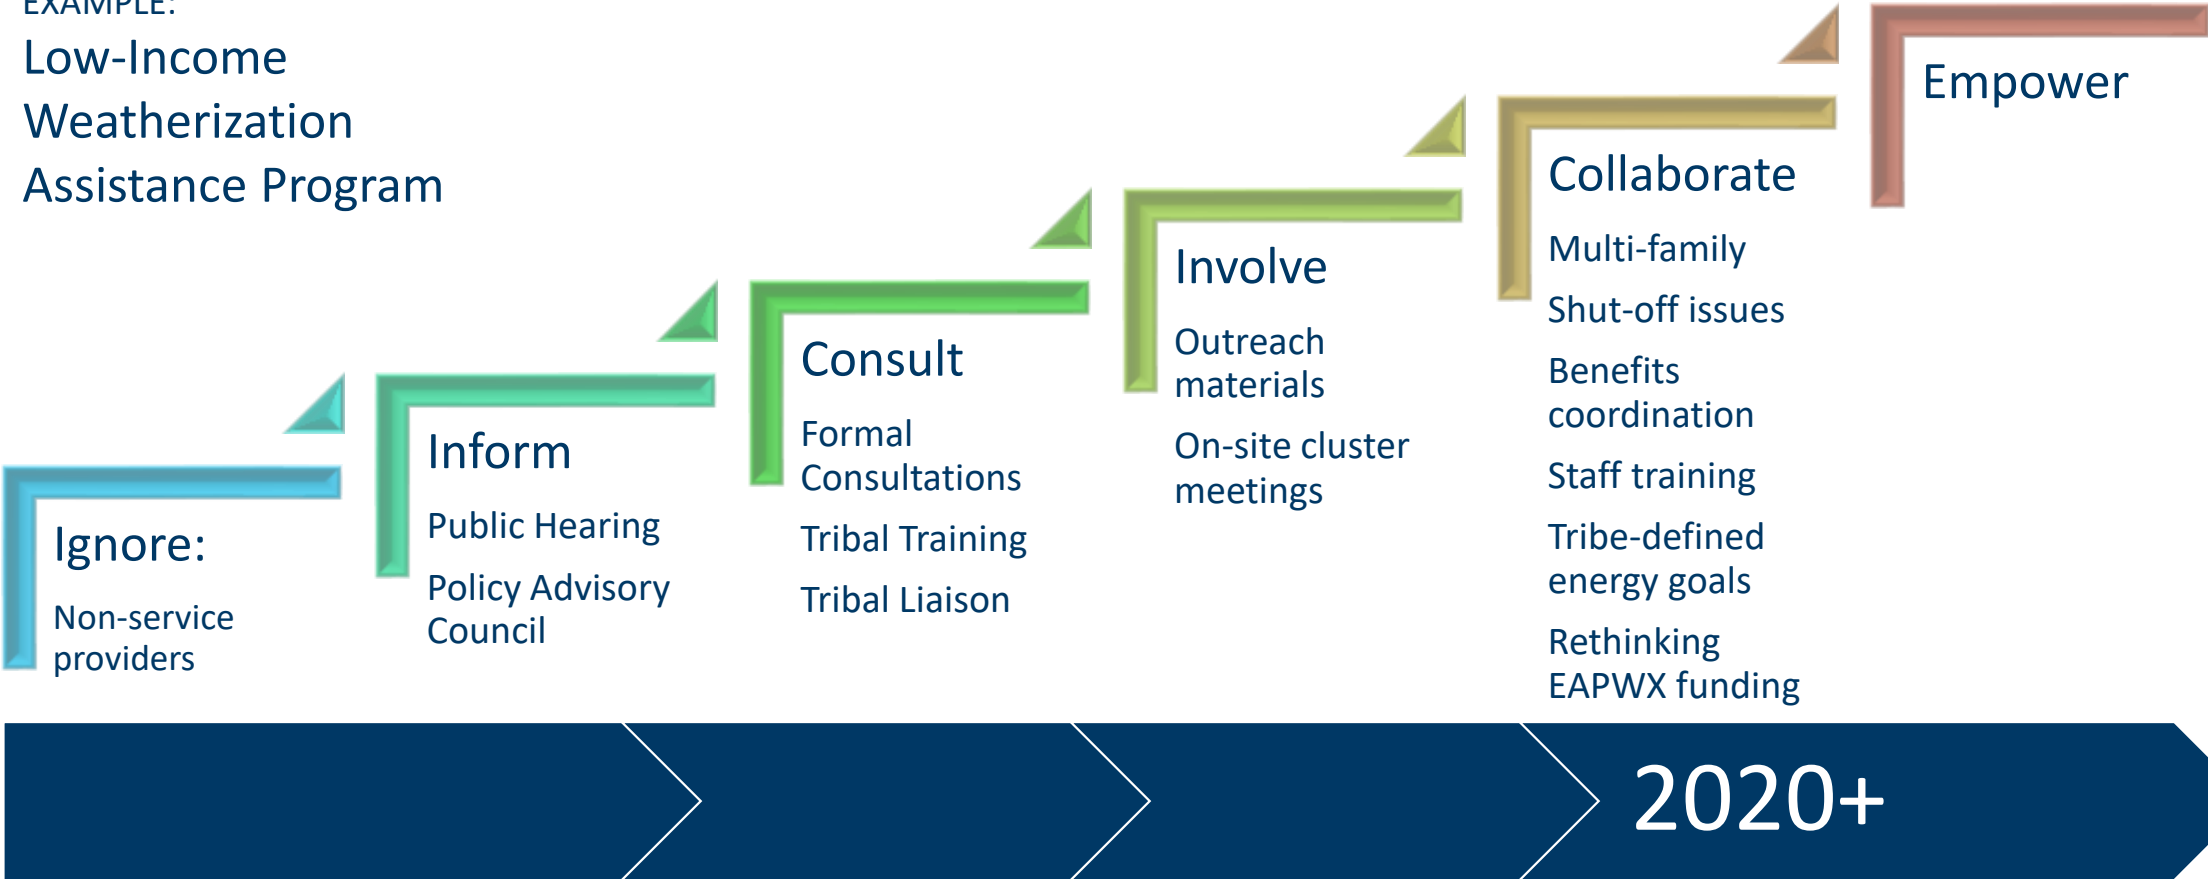 EXAMPLE:
Low-Income
Weatherization
Assistance Program
Ignore:
Non-service
providers
Inform
Public Hearing
Policy Advisory
Council
Consult
Formal
Consultations
Tribal Training
Tribal Liaison
Involve
Outreach
materials
On-site cluster
meetings
Collaborate
Multi-family
Shut-off issues
Benefits
coordination
Staff training
Tribe-defined
energy goals
Rethinking
EAPWX funding
Empower
2020+